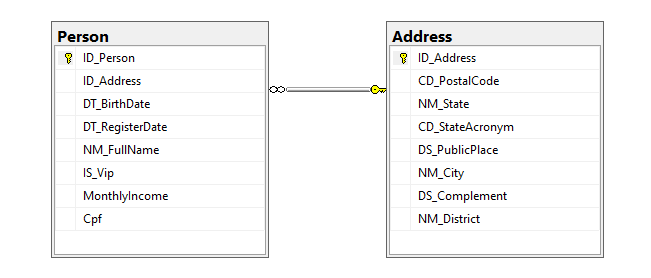 Person
ID_Person
ID_Address
DT_BirthDate
DT_RegisterDate
NM_FullName
IS_Vip
MonthlyIncome
Cpf
Address
ID_Address
CD_PostalCode
NM_State
CD_StateAcronym
DS_PublicPlace
NM_City
DS_Complement
NM_District